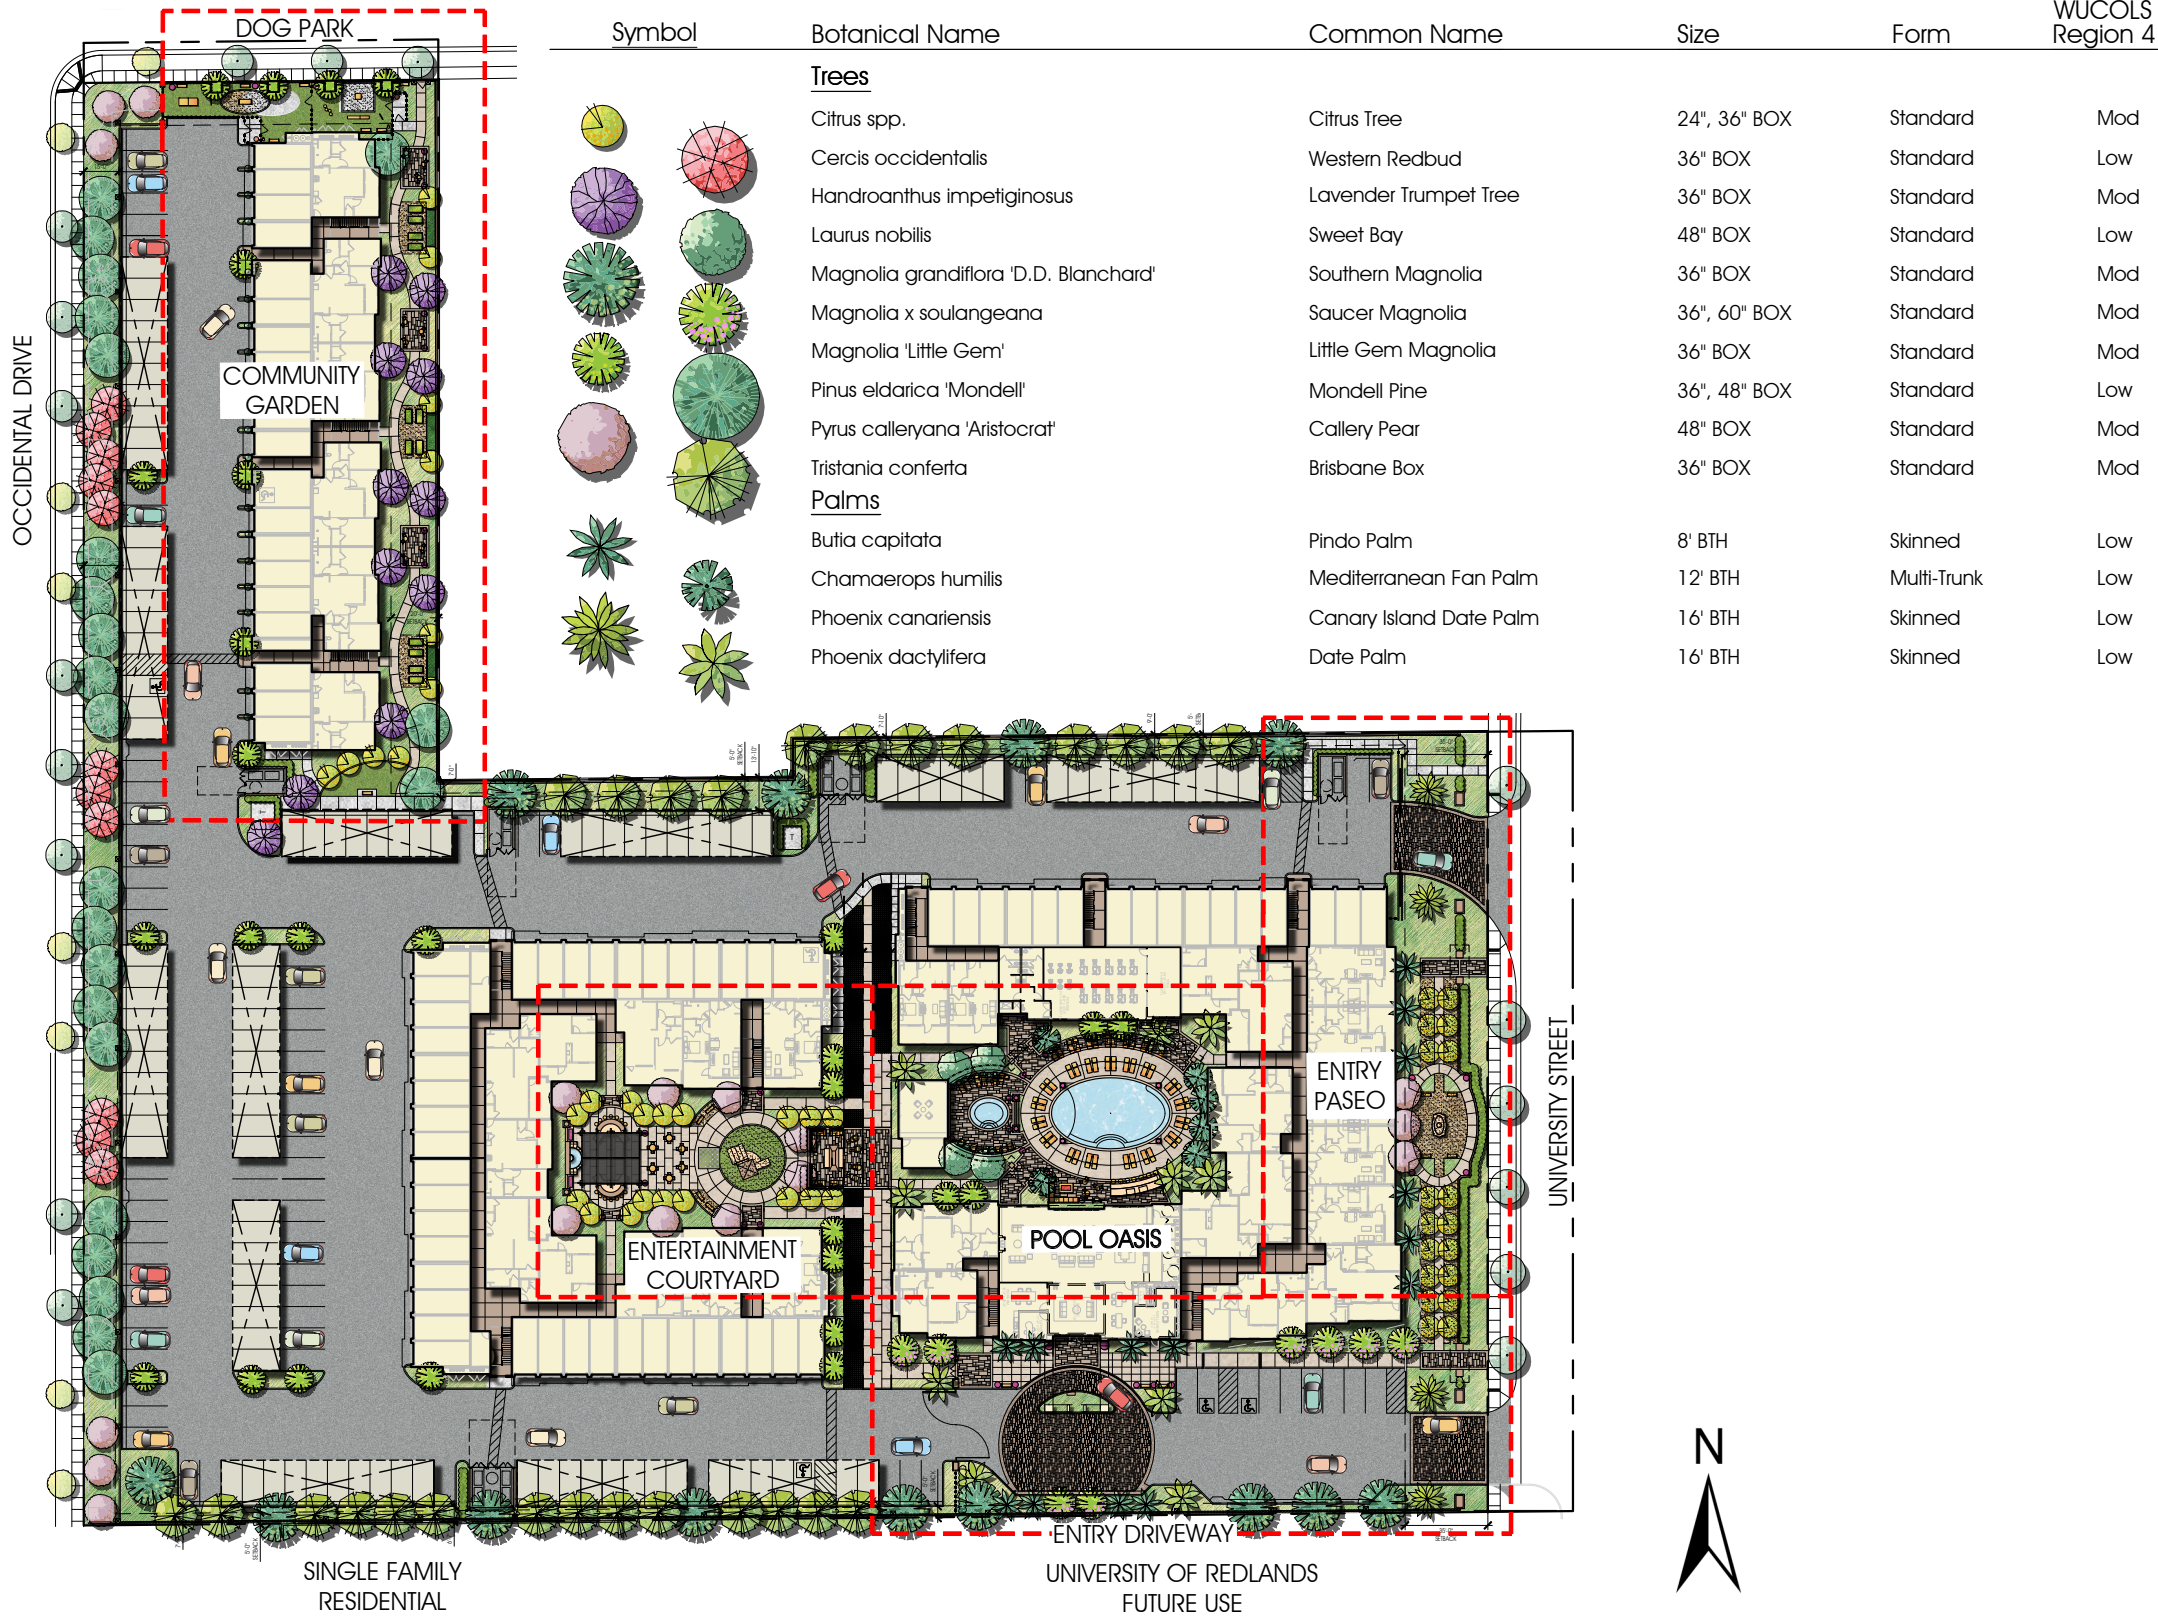 DOG PARK
Symbol Botanical Name Common Name Size Form WUCOLS Region 4
Trees
Citrus spp. Citrus Tree 24", 36" BOX Standard Mod
Cercis occidentalis Western Redbud 36" BOX Standard Low
Handroanthus impetiginosus Lavender Trumpet Tree 36" BOX Standard Mod
Laurus nobilis Sweet Bay 48" BOX Standard Low
Magnolia grandiflora 'D.D. Blanchard' Southern Magnolia 36" BOX Standard Mod
Magnolia x soulangeana Saucer Magnolia 36", 60" BOX Standard Mod
Magnolia 'Little Gem' Little Gem Magnolia 36" BOX Standard Mod
Pinus eldarica 'Mondell' Mondell Pine 36", 48" BOX Standard Low
Pyrus calleryana 'Aristocrat' Callery Pear 48" BOX Standard Mod
Tristania conferta Brisbane Box 36" BOX Standard Mod
Palms
Butia capitata Pindo Palm 8' BTH Skinned Low
Chamaerops humilis Mediterranean Fan Palm 12' BTH Multi-Trunk Low
Phoenix canariensis Canary Island Date Palm 16' BTH Skinned Low
Phoenix dactylifera Date Palm 16' BTH Skinned Low
OCCIDENTAL DRIVE
COMMUNITY
GARDEN
ENTRY
PASEO
UNIVERSITY STREET
POOL OASIS
ENTERTAINMENT
COURTYARD
N
ENTRY DRIVEWAY
SINGLE FAMILY
RESIDENTIAL
UNIVERSITY OF REDLANDS
FUTURE USE